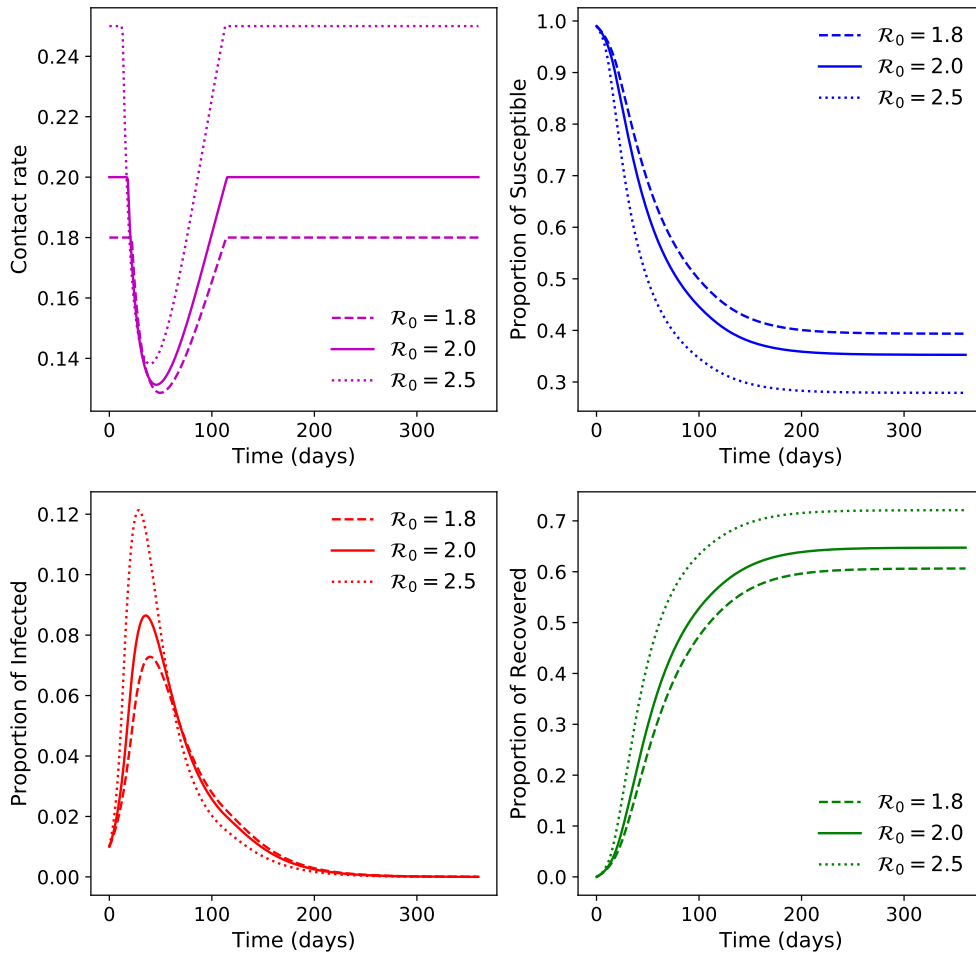 0.24
0.22
0.20
0.18
0.16
0.14
Contact rate
R₀ = 1.8
R₀ = 2.0
R₀ = 2.5
0 100 200 300
Time (days)
1.0
0.9
0.8
0.7
0.6
0.5
0.4
0.3
Proportion of Susceptible
R₀ = 1.8
R₀ = 2.0
R₀ = 2.5
0 100 200 300
Time (days)
0.12
0.10
0.08
0.06
0.04
0.02
0.00
Proportion of Infected
R₀ = 1.8
R₀ = 2.0
R₀ = 2.5
0 100 200 300
Time (days)
0.7
0.6
0.5
0.4
0.3
0.2
0.1
0.0
Proportion of Recovered
R₀ = 1.8
R₀ = 2.0
R₀ = 2.5
0 100 200 300
Time (days)